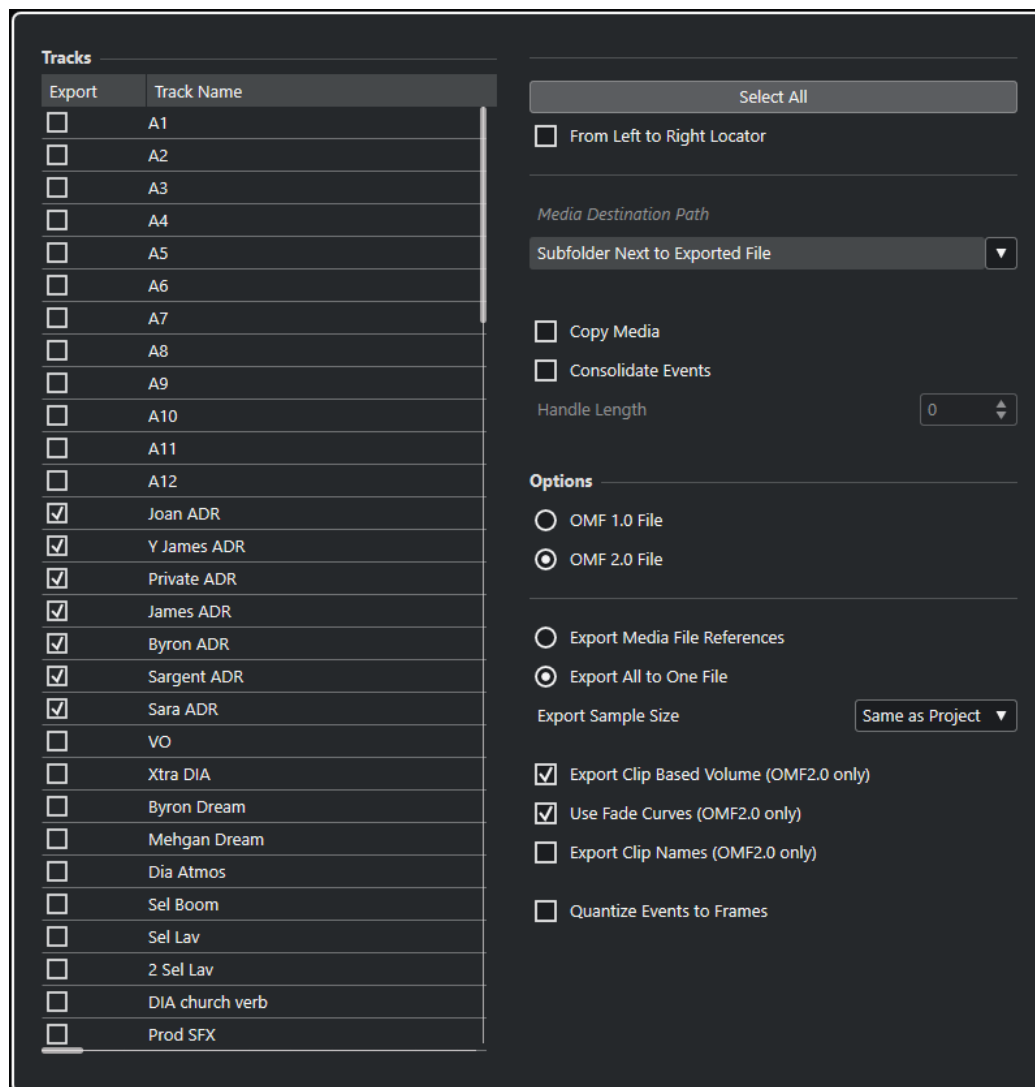 Tracks
Export Track Name
A1
A2
A3
A4
A5
A6
A7
A8
A9
A10
A11
A12
Joan ADR
Y James ADR
Private ADR
James ADR
Byron ADR
Sargent ADR
Sara ADR
VO
Xtra DIA
Byron Dream
Mehgan Dream
Dia Atmos
Sel Boom
Sel Lav
2 Sel Lav
DIA church verb
Prod SFX
Select All
From Left to Right Locator
Media Destination Path
Subfolder Next to Exported File
Copy Media
Consolidate Events
Handle Length 0
Options
OMF 1.0 File
OMF 2.0 File
Export Media File References
Export All to One File
Export Sample Size Same as Project
Export Clip Based Volume (OMF2.0 only)
Use Fade Curves (OMF2.0 only)
Export Clip Names (OMF2.0 only)
Quantize Events to Frames